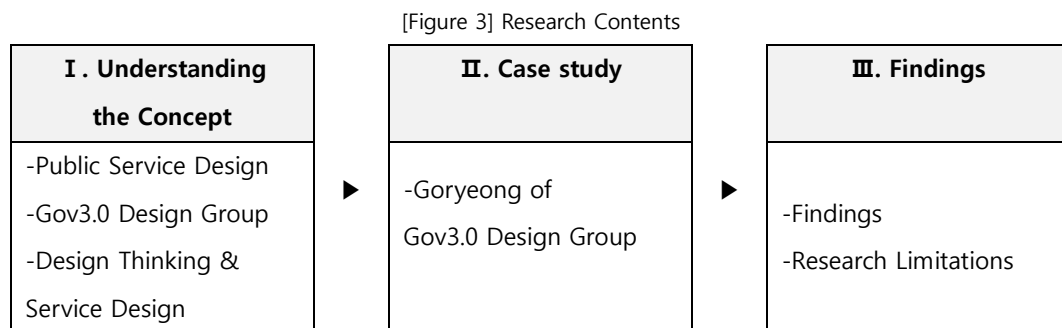 [Figure 3] Research Contents
Ⅰ. Understanding
the Concept
-Public Service Design
-Gov3.0 Design Group
-Design Thinking &
Service Design
▶
Ⅱ. Case study
-Goryeong of
Gov3.0 Design Group
▶
Ⅲ. Findings
-Findings
-Research Limitations